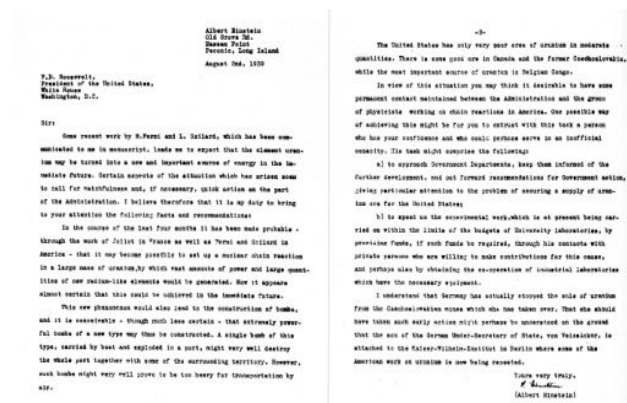 Albert Einstein
Old Grove Rd.
Nassau Point
Peconic, Long Island
August 2nd, 1939
F.D. Roosevelt,
President of the United States,
White House
Washington, D.C.
Sir:
Some recent work by E.Fermi and L. Szilard, which has been com-
municated to me in manuscript, leads me to expect that the element uran-
ium may be turned into a new and important source of energy in the im-
mediate future. Certain aspects of the situation which has arisen seem
to call for watchfulness and, if necessary, quick action on the part
of the Administration. I believe therefore that it is my duty to bring
to your attention the following facts and recommendations:
In the course of the last four months it has been made probable -
through the work of Joliot in France as well as Fermi and Szilard in
America - that it may become possible to set up a nuclear chain reaction
in a large mass of uranium,by which vast amounts of power and large quant-
ities of new radium-like elements would be generated. Now it appears
almost certain that this could be achieved in the immediate future.
This new phenomenon would also lead to the construction of bombs,
and it is conceivable - though much less certain - that extremely power-
ful bombs of a new type may thus be constructed. A single bomb of this
type, carried by boat and exploded in a port, might very well destroy
the whole port together with some of the surrounding territory. However,
such bombs might very well prove to be too heavy for transportation by
air.
-2-
The United States has only very poor ores of uranium in moderate
quantities. There is some good ore in Canada and the former Czechoslovakia,
while the most important source of uranium is Belgian Congo.
In view of this situation you may think it desirable to have some
permanent contact maintained between the Administration and the group
of physicists working on chain reactions in America. One possible way
of achieving this might be for you to entrust with this task a person
who has your confidence and who could perhaps serve in an inofficial
capacity. His task might comprise the following:
a) to approach Government Departments, keep them informed of the
further development, and put forward recommendations for Government action,
giving particular attention to the problem of securing a supply of uran-
ium ore for the United States;
b) to speed up the experimental work,which is at present being car-
ried on within the limits of the budgets of University laboratories, by
providing funds, if such funds be required, through his contacts with
private persons who are willing to make contributions for this cause,
and perhaps also by obtaining the co-operation of industrial laboratories
which have the necessary equipment.
I understand that Germany has actually stopped the sale of uranium
from the Czechoslovakian mines which she has taken over. That she should
have taken such early action might perhaps be understood on the ground
that the son of the German Under-Secretary of State, von Weizsäcker, is
attached to the Kaiser-Wilhelm-Institut in Berlin where some of the
American work on uranium is now being repeated.
Yours very truly,
A. Einstein
(Albert Einstein)